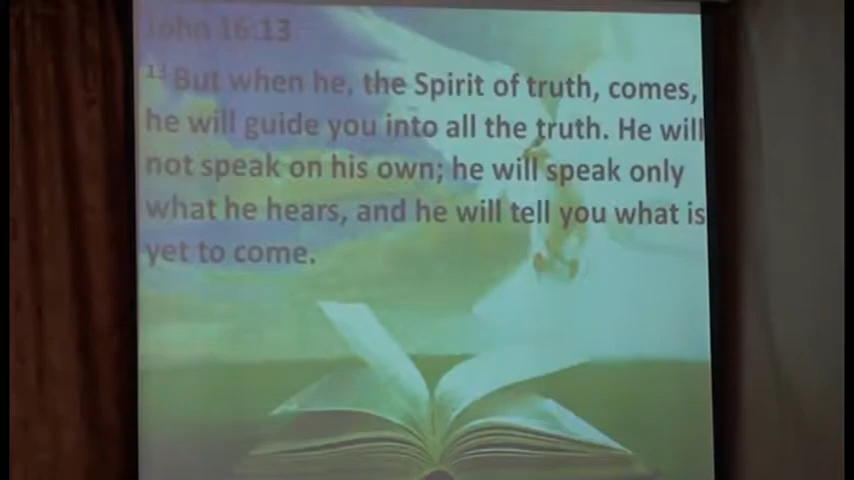 John 16:13
13 But when he, the Spirit of truth, comes,
he will guide you into all the truth. He will
not speak on his own; he will speak only
what he hears, and he will tell you what is
yet to come.